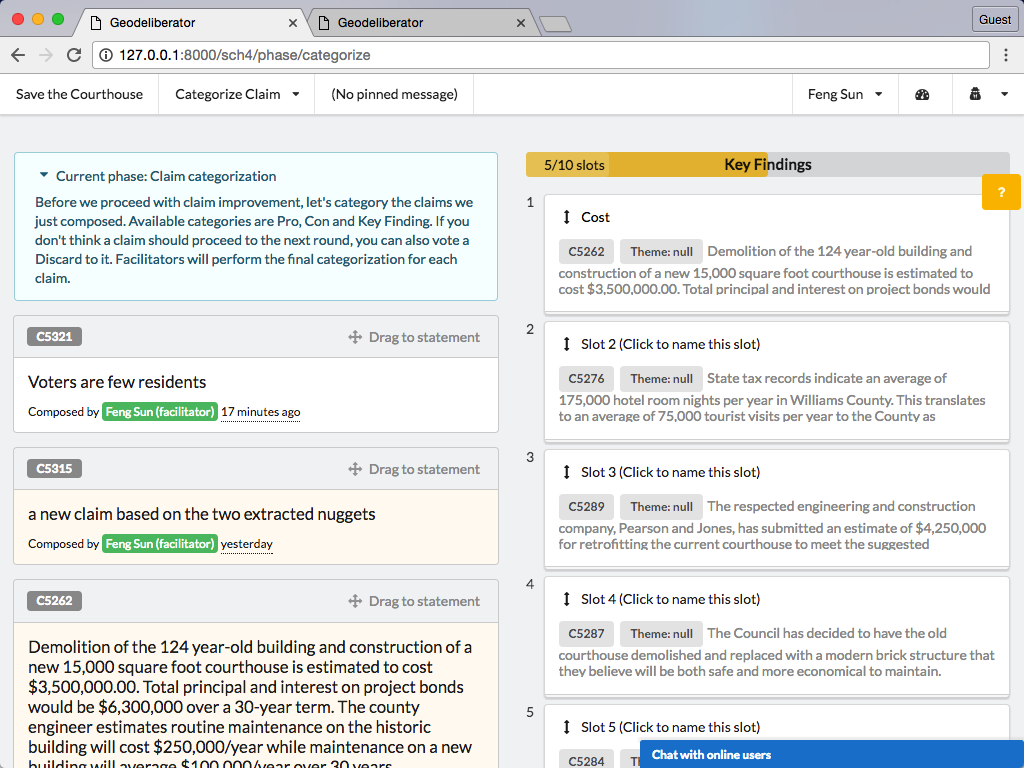 Geodeliberator
Geodeliberator
Guest
127.0.0.1:8000/sch4/phase/categorize
Save the Courthouse
Categorize Claim
(No pinned message)
Feng Sun
Current phase: Claim categorization
Before we proceed with claim improvement, let's category the claims we
just composed. Available categories are Pro, Con and Key Finding. If you
don't think a claim should proceed to the next round, you can also vote a
Discard to it. Facilitators will perform the final categorization for each
claim.
C5321
Drag to statement
Voters are few residents
Composed by Feng Sun (facilitator) 17 minutes ago
C5315
Drag to statement
a new claim based on the two extracted nuggets
Composed by Feng Sun (facilitator) yesterday
C5262
Drag to statement
Demolition of the 124 year-old building and construction of a
new 15,000 square foot courthouse is estimated to cost
$3,500,000.00. Total principal and interest on project bonds
would be $6,300,000 over a 30-year term. The county
engineer estimates routine maintenance on the historic
building will cost $250,000/year while maintenance on a new
building will average $100,000/year over 30 years.
5/10 slots
Key Findings
?
1
Cost
C5262 Theme: null Demolition of the 124 year-old building and
construction of a new 15,000 square foot courthouse is estimated to
cost $3,500,000.00. Total principal and interest on project bonds would
2
Slot 2 (Click to name this slot)
C5276 Theme: null State tax records indicate an average of
175,000 hotel room nights per year in Williams County. This translates
to an average of 75,000 tourist visits per year to the County as
3
Slot 3 (Click to name this slot)
C5289 Theme: null The respected engineering and construction
company, Pearson and Jones, has submitted an estimate of $4,250,000
for retrofitting the current courthouse to meet the suggested
4
Slot 4 (Click to name this slot)
C5287 Theme: null The Council has decided to have the old
courthouse demolished and replaced with a modern brick structure that
they believe will be both safe and more economical to maintain.
5
Slot 5 (Click to name this slot)
C5284
Chat with online users